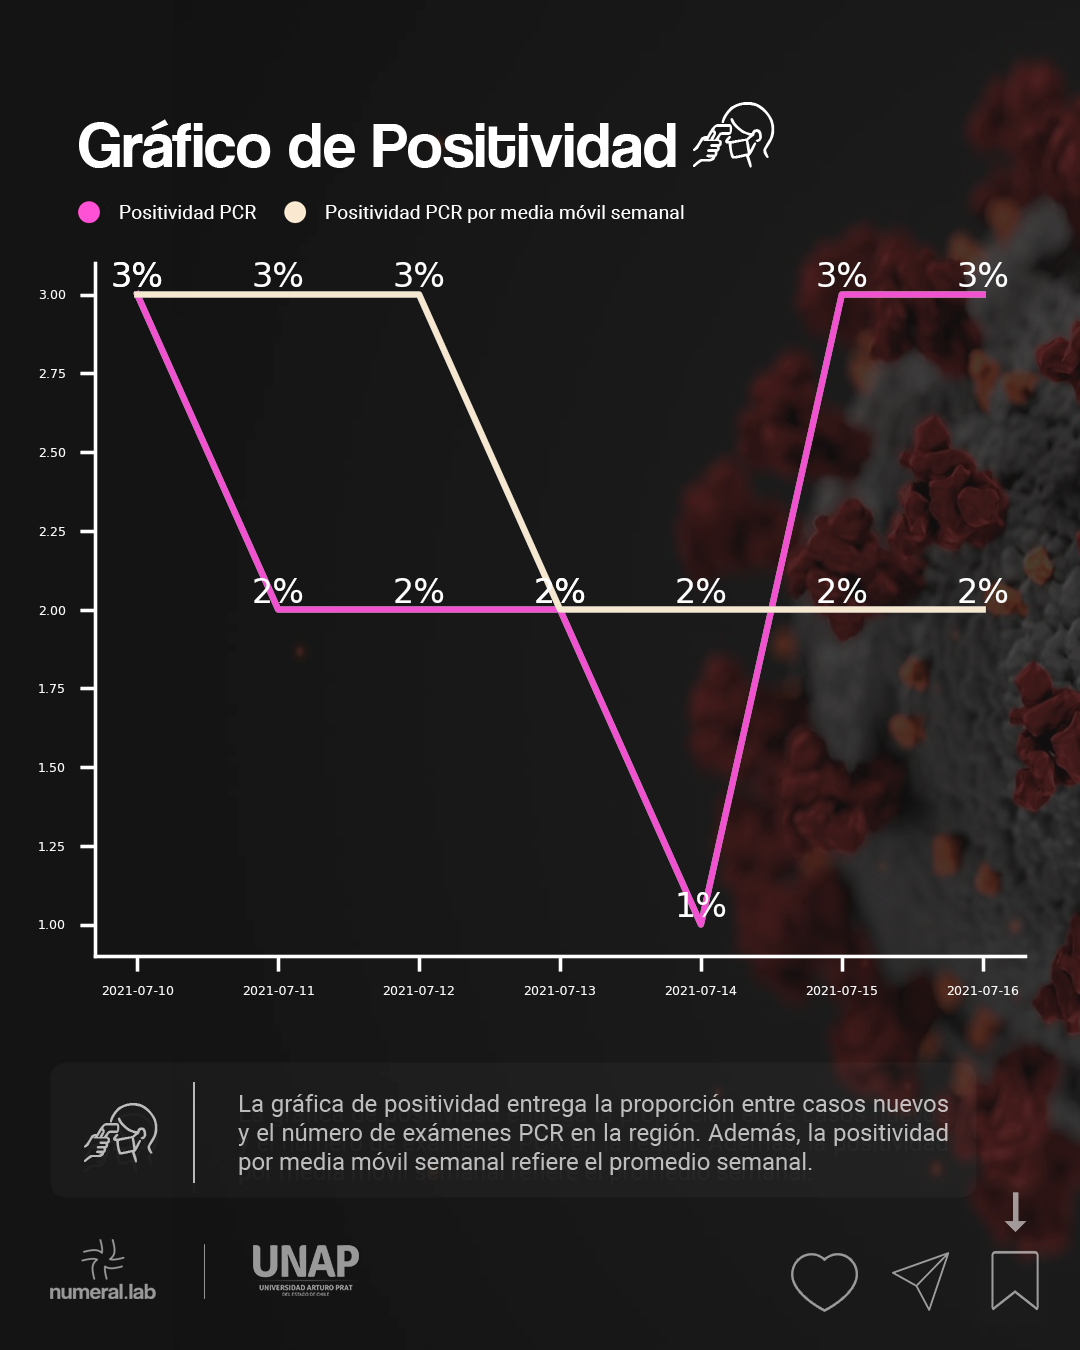 Gráfico de Positividad
Positividad PCR
Positividad PCR por media móvil semanal
3% 3% 3% 3% 3%
3.00
2.75
2.50
2.25
2% 2% 2% 2% 2% 2%
2.00
1.75
1.50
1.25
1%
1.00
2021-07-10 2021-07-11 2021-07-12 2021-07-13 2021-07-14 2021-07-15 2021-07-16
La gráfica de positividad entrega la proporción entre casos nuevos
y el número de exámenes PCR en la región. Además, la positividad
por media móvil semanal refiere el promedio semanal.
numeral.lab
UNAP
UNIVERSIDAD ARTURO PRAT
DEL ESTADO DE CHILE